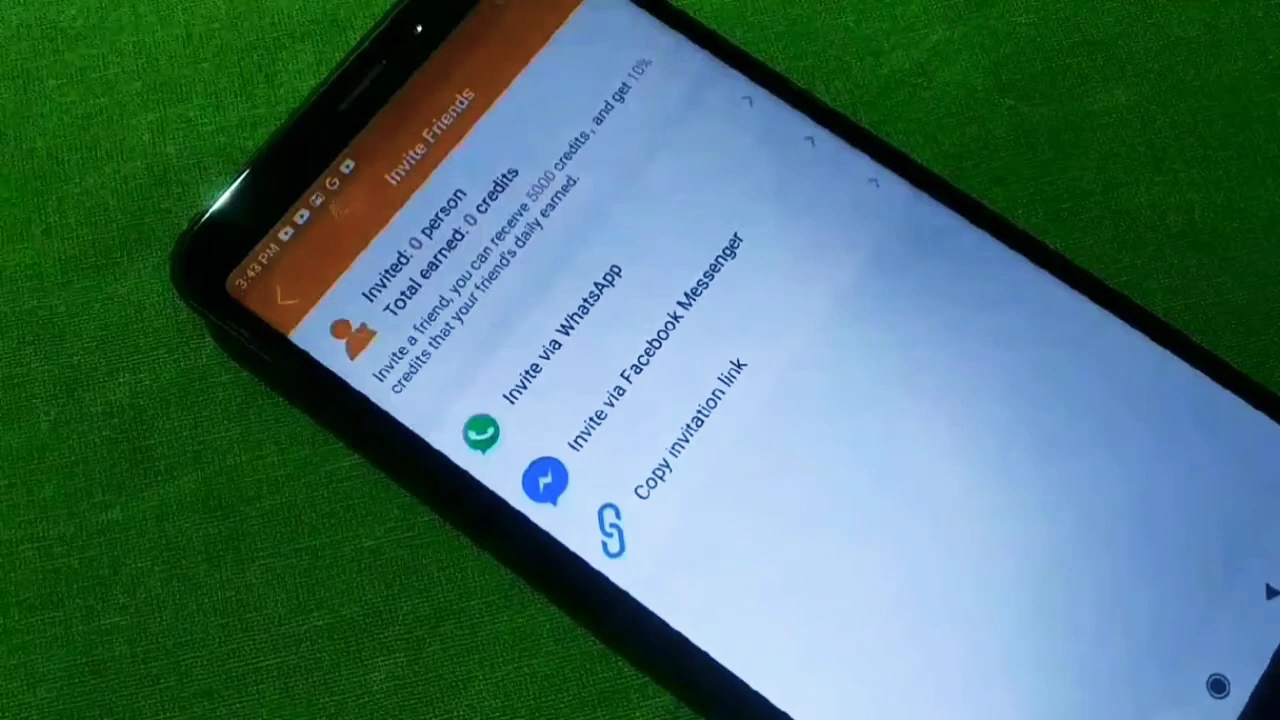 3:43 PM
Invite Friends
Invited: 0 person
Total earned: 0 credits
Invite a friend, you can receive 5000 credits, and get 10%
credits that your friend's daily earned.
Invite via WhatsApp
Invite via Facebook Messenger
Copy invitation link